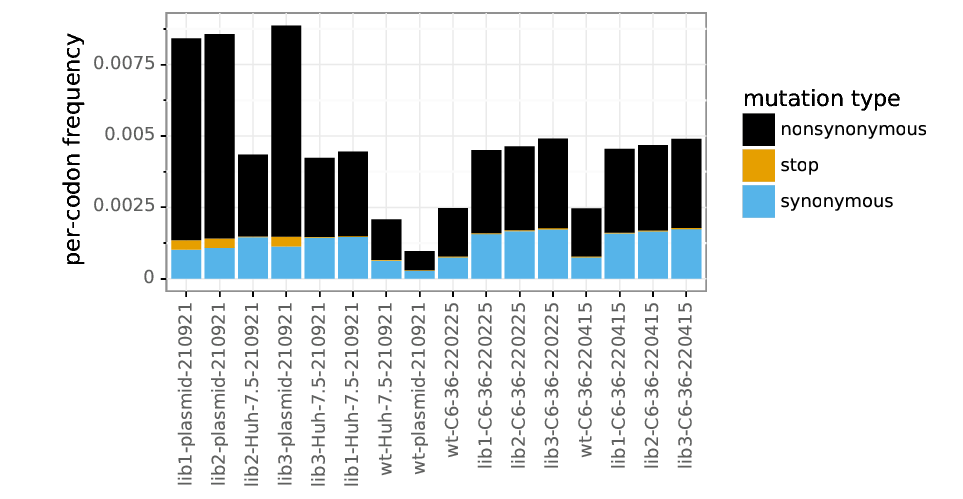 per-codon frequency
0.0075
0.005
0.0025
0
lib1-plasmid-210921
lib2-plasmid-210921
lib2-Huh-7.5-210921
lib3-plasmid-210921
lib3-Huh-7.5-210921
lib1-Huh-7.5-210921
wt-Huh-7.5-210921
wt-plasmid-210921
wt-C6-36-220225
lib1-C6-36-220225
lib2-C6-36-220225
lib3-C6-36-220225
wt-C6-36-220415
lib1-C6-36-220415
lib2-C6-36-220415
lib3-C6-36-220415
mutation type
nonsynonymous
stop
synonymous